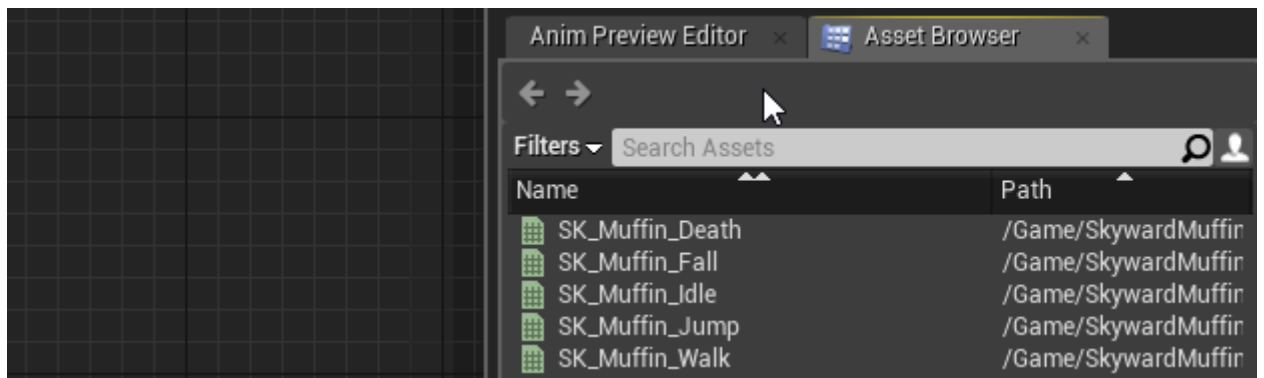 Anim Preview Editor Asset Browser
Filters Search Assets
Name Path
SK_Muffin_Death /Game/SkywardMuffin
SK_Muffin_Fall /Game/SkywardMuffin
SK_Muffin_Idle /Game/SkywardMuffin
SK_Muffin_Jump /Game/SkywardMuffin
SK_Muffin_Walk /Game/SkywardMuffin